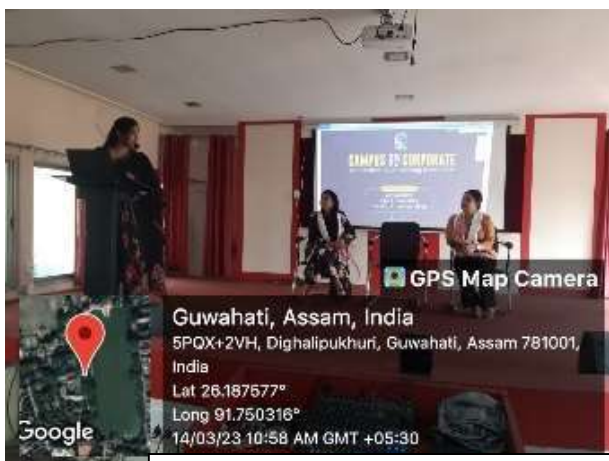 CAMPUS TO CORPORATE
GPS Map Camera
Guwahati, Assam, India
5PQX+2VH, Dighalipukhuri, Guwahati, Assam 781001,
India
Lat 26.187577°
Long 91.750316°
14/03/23 10:58 AM GMT +05:30
Google